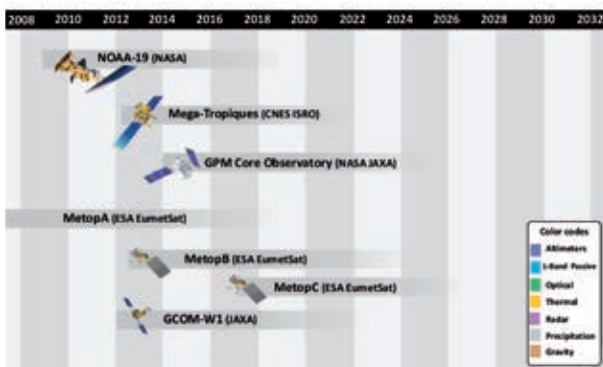 2008 2010 2012 2014 2016 2018 2020 2022 2024 2026 2028 2030 2032
NOAA-19 (NASA)
Mega-Tropiques (CNES ISRO)
GPM Core Observatory (NASA JAXA)
MetopA (ESA EumetSat)
MetopB (ESA EumetSat)
MetopC (ESA EumetSat)
GCOM-W1 (JAXA)
Color codes
Altimeters
L-Band Passive
Optical
Thermal
Radar
Precipitation
Gravity